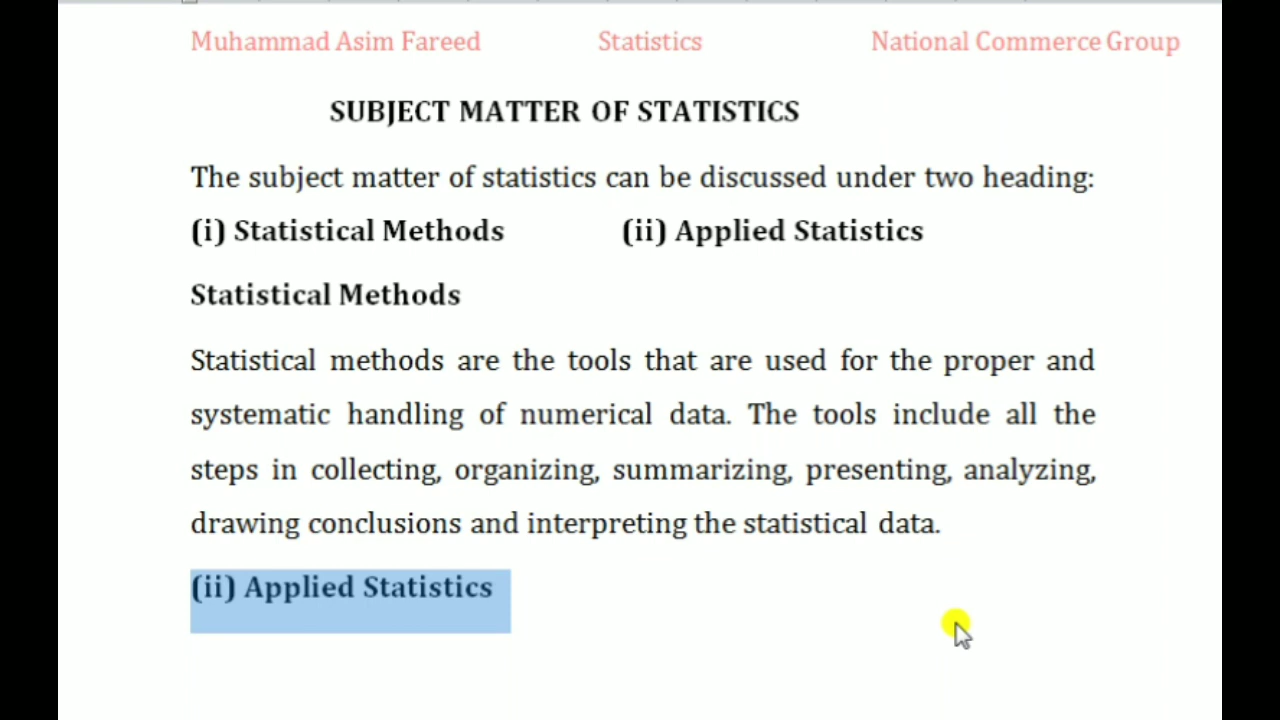 Muhammad Asim Fareed Statistics National Commerce Group
SUBJECT MATTER OF STATISTICS
The subject matter of statistics can be discussed under two heading:
(i) Statistical Methods (ii) Applied Statistics
Statistical Methods
Statistical methods are the tools that are used for the proper and
systematic handling of numerical data. The tools include all the
steps in collecting, organizing, summarizing, presenting, analyzing,
drawing conclusions and interpreting the statistical data.
(ii) Applied Statistics